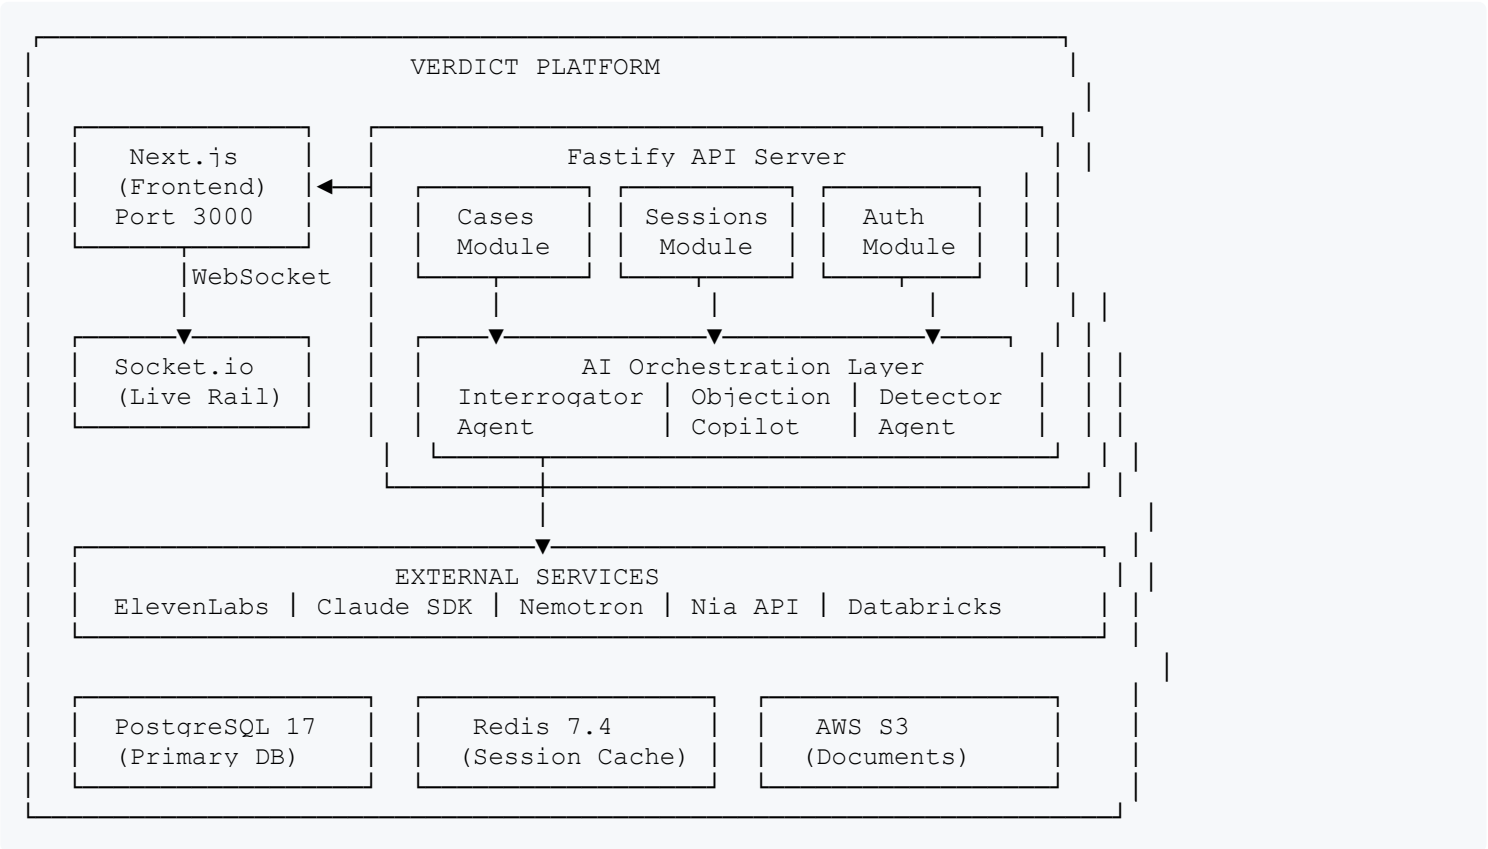 VERDICT PLATFORM
Next.js
Fastify API Server
(Frontend)
Port 3000
Cases
Sessions
Auth
Module
Module
Module
WebSocket
Socket.io
AI Orchestration Layer
(Live Rail)
Interrogator | Objection | Detector
Agent | Copilot | Agent
EXTERNAL SERVICES
ElevenLabs | Claude SDK | Nemotron | Nia API | Databricks
PostgreSQL 17
Redis 7.4
AWS S3
(Primary DB)
(Session Cache)
(Documents)